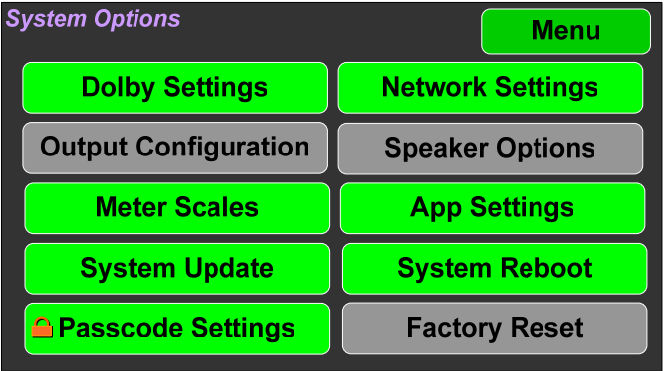 System Options
Menu
Dolby Settings
Network Settings
Output Configuration
Speaker Options
Meter Scales
App Settings
System Update
System Reboot
Passcode Settings
Factory Reset